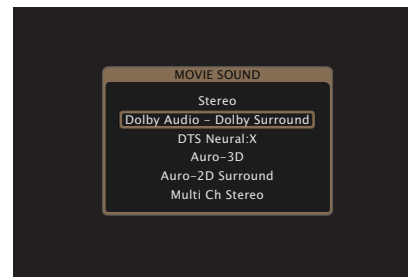 MOVIE SOUND
Stereo
Dolby Audio – Dolby Surround
DTS Neural:X
Auro–3D
Auro–2D Surround
Multi Ch Stereo